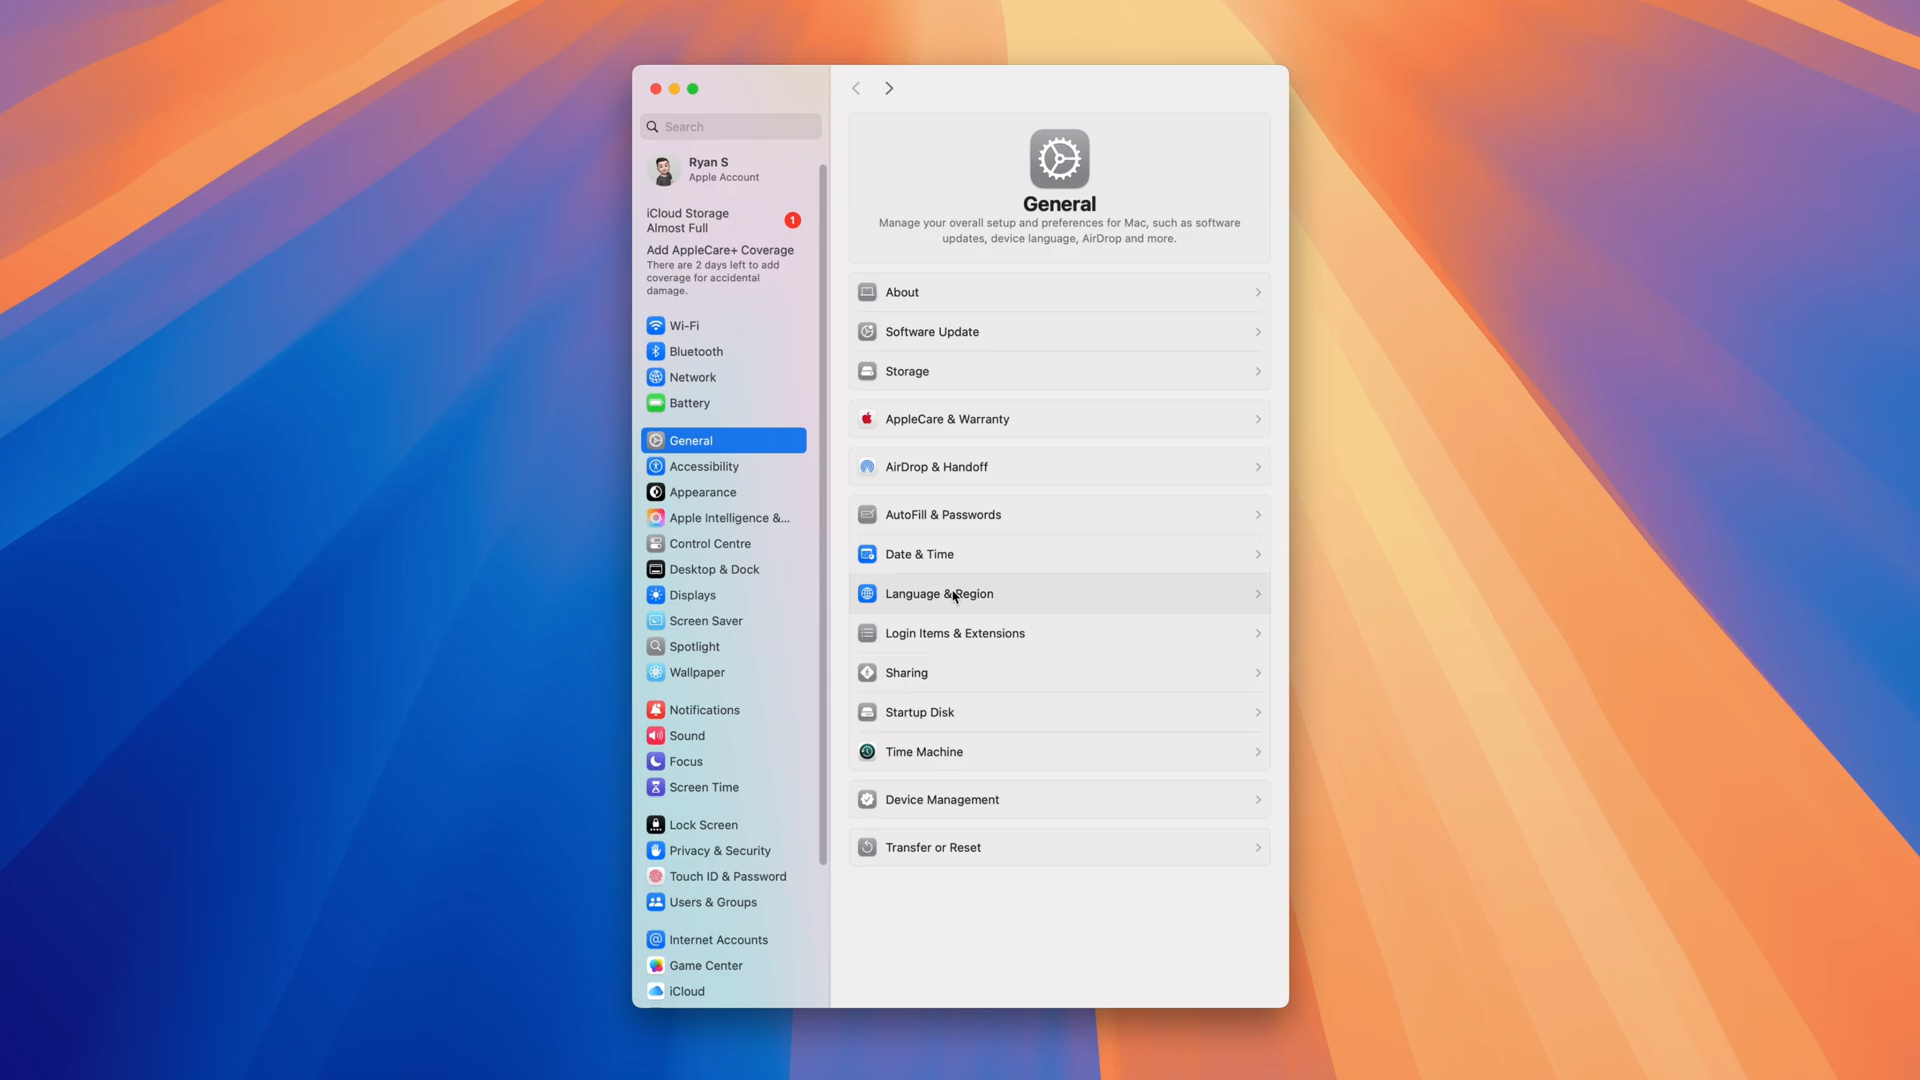 Search
Ryan S
Apple Account
iCloud Storage
Almost Full
1
Add AppleCare+ Coverage
There are 2 days left to add
coverage for accidental
damage.
Wi-Fi
Bluetooth
Network
Battery
General
Accessibility
Appearance
Apple Intelligence &...
Control Centre
Desktop & Dock
Displays
Screen Saver
Spotlight
Wallpaper
Notifications
Sound
Focus
Screen Time
Lock Screen
Privacy & Security
Touch ID & Password
Users & Groups
Internet Accounts
Game Center
iCloud
General
Manage your overall setup and preferences for Mac, such as software
updates, device language, AirDrop and more.
About
Software Update
Storage
AppleCare & Warranty
AirDrop & Handoff
AutoFill & Passwords
Date & Time
Language & Region
Login Items & Extensions
Sharing
Startup Disk
Time Machine
Device Management
Transfer or Reset